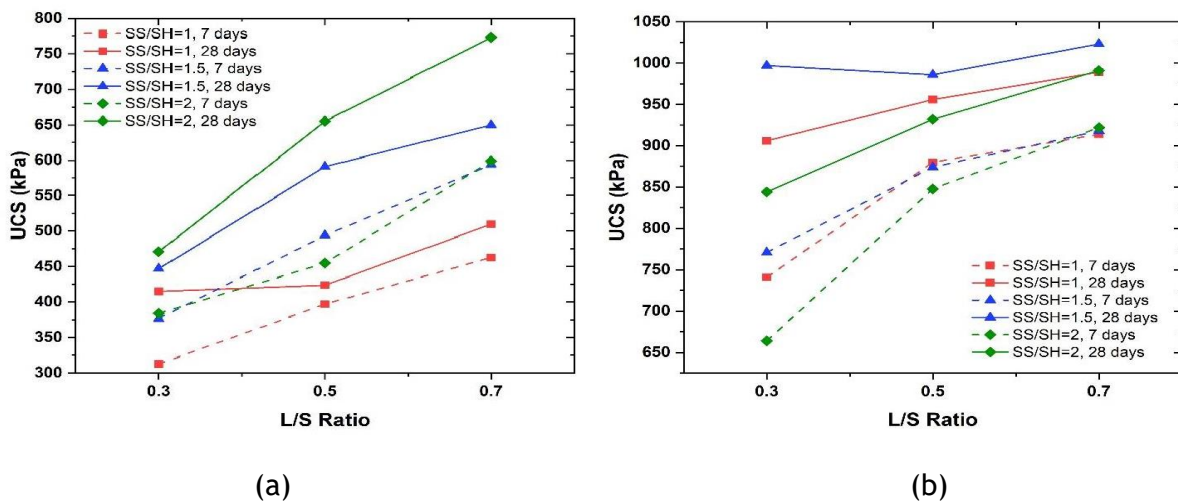 800
750
700
650
600
550
500
450
400
350
300
UCS (kPa)
SS/SH=1, 7 days
SS/SH=1, 28 days
SS/SH=1.5, 7 days
SS/SH=1.5, 28 days
SS/SH=2, 7 days
SS/SH=2, 28 days
0.3 0.5 0.7
L/S Ratio
(a)
1050
1000
950
900
850
800
750
700
650
UCS (kPa)
SS/SH=1, 7 days
SS/SH=1, 28 days
SS/SH=1.5, 7 days
SS/SH=1.5, 28 days
SS/SH=2, 7 days
SS/SH=2, 28 days
0.3 0.5 0.7
L/S Ratio
(b)